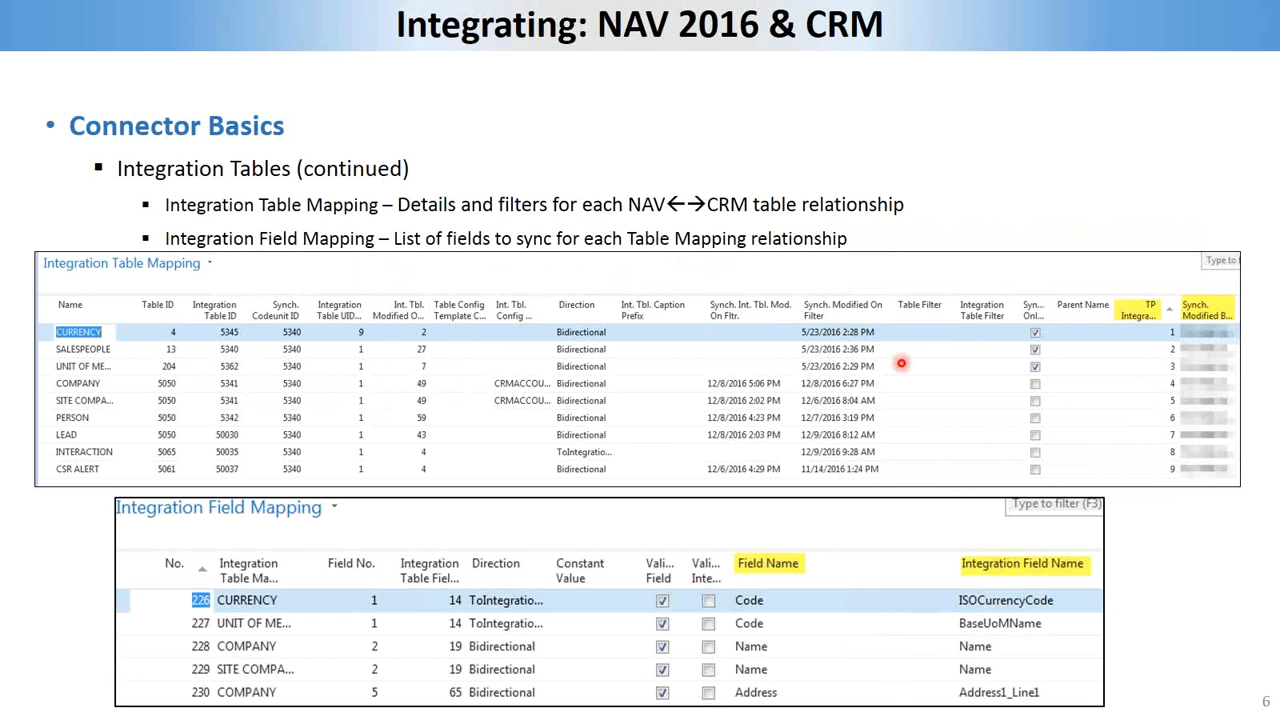 Integrating: NAV 2016 & CRM
• Connector Basics
▪ Integration Tables (continued)
▪ Integration Table Mapping – Details and filters for each NAV←→CRM table relationship
▪ Integration Field Mapping – List of fields to sync for each Table Mapping relationship
Integration Table Mapping Type to f
Name Table ID Integration Table ID Synch. Codeunit ID Integration Table UID... Int. Tbl. Modified O... Table Config Template C... Int. Tbl. Config ... Direction Int. Tbl. Caption Prefix Synch. Int. Tbl. Mod. On Fltr. Synch. Modified On Filter Table Filter Integration Table Filter Syn... Onl... Parent Name TP Integra... Synch. Modified B...
CURRENCY 4 5345 5340 9 2 Bidirectional 5/23/2016 2:28 PM 1
SALESPEOPLE 13 5340 5340 1 27 Bidirectional 5/23/2016 2:36 PM 2
UNIT OF ME... 204 5362 5340 1 7 Bidirectional 5/23/2016 2:29 PM 3
COMPANY 5050 5341 5340 1 49 CRMACCOU... Bidirectional 12/8/2016 5:06 PM 12/8/2016 6:27 PM 4
SITE COMPA... 5050 5341 5340 1 49 CRMACCOU... Bidirectional 12/8/2016 2:02 PM 12/6/2016 8:04 AM 5
PERSON 5050 5342 5340 1 59 Bidirectional 12/8/2016 4:23 PM 12/7/2016 3:19 PM 6
LEAD 5050 50030 5340 1 43 Bidirectional 12/8/2016 2:03 PM 12/9/2016 8:12 AM 7
INTERACTION 5065 50035 5340 1 4 ToIntegratio... 12/9/2016 9:28 AM 8
CSR ALERT 5061 50037 5340 1 4 Bidirectional 12/6/2016 4:29 PM 11/14/2016 1:24 PM 9
Integration Field Mapping Type to filter (F3)
No. Integration Table Ma... Field No. Integration Table Fiel... Direction Constant Value Vali... Field Vali... Inte... Field Name Integration Field Name
226 CURRENCY 1 14 ToIntegratio... Code ISOCurrencyCode
227 UNIT OF ME... 1 14 ToIntegratio... Code BaseUoMName
228 COMPANY 2 19 Bidirectional Name Name
229 SITE COMPA... 2 19 Bidirectional Name Name
230 COMPANY 5 65 Bidirectional Address Address1_Line1
6